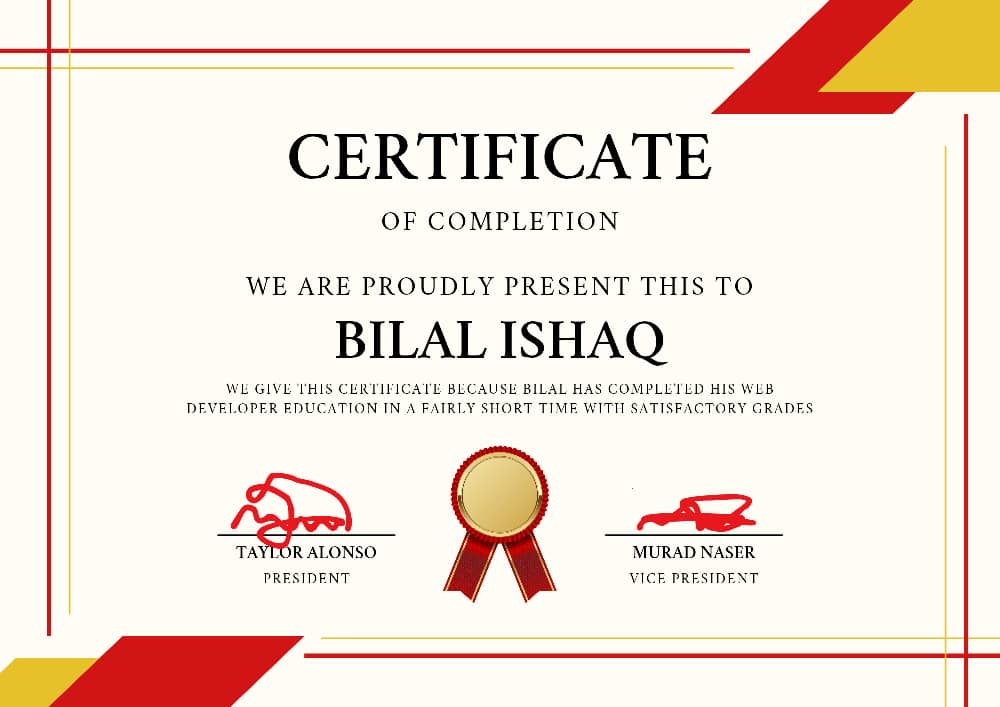 CERTIFICATE
OF COMPLETION
WE ARE PROUDLY PRESENT THIS TO
BILAL ISHAQ
WE GIVE THIS CERTIFICATE BECAUSE BILAL HAS COMPLETED HIS WEB
DEVELOPER EDUCATION IN A FAIRLY SHORT TIME WITH SATISFACTORY GRADES
TAYLOR ALONSO
PRESIDENT
MURAD NASER
VICE PRESIDENT